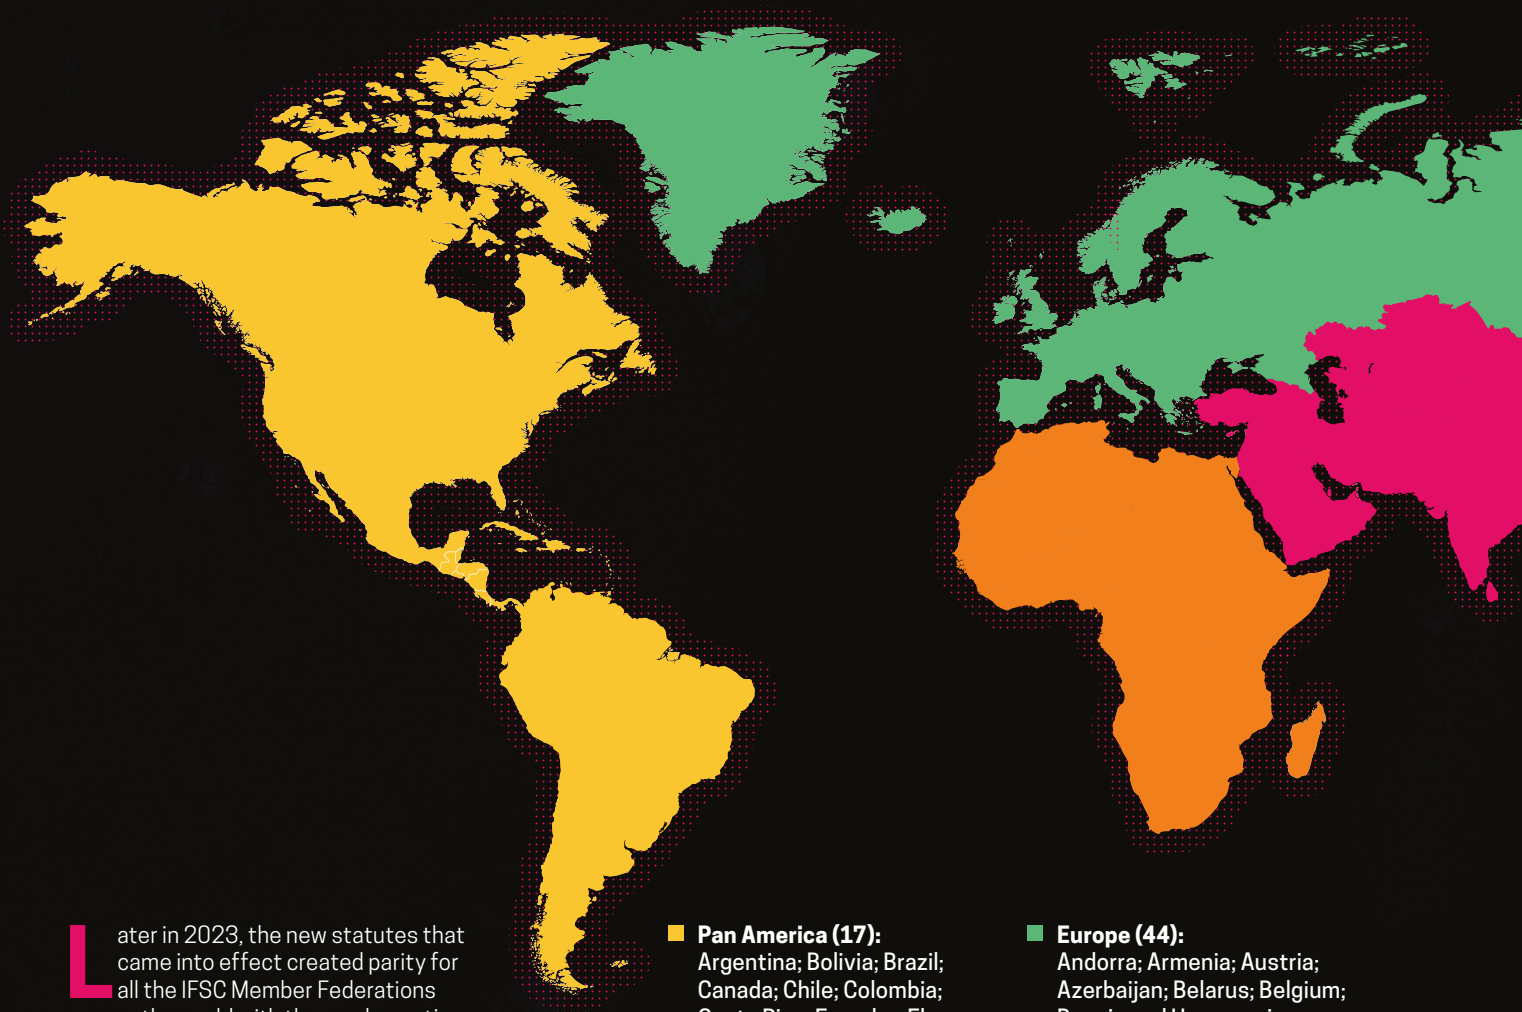 Later in 2023, the new statutes that
came into effect created parity for
all the IFSC Member Federations
Pan America (17):
Argentina; Bolivia; Brazil;
Canada; Chile; Colombia;
Europe (44):
Andorra; Armenia; Austria;
Azerbaijan; Belarus; Belgium;